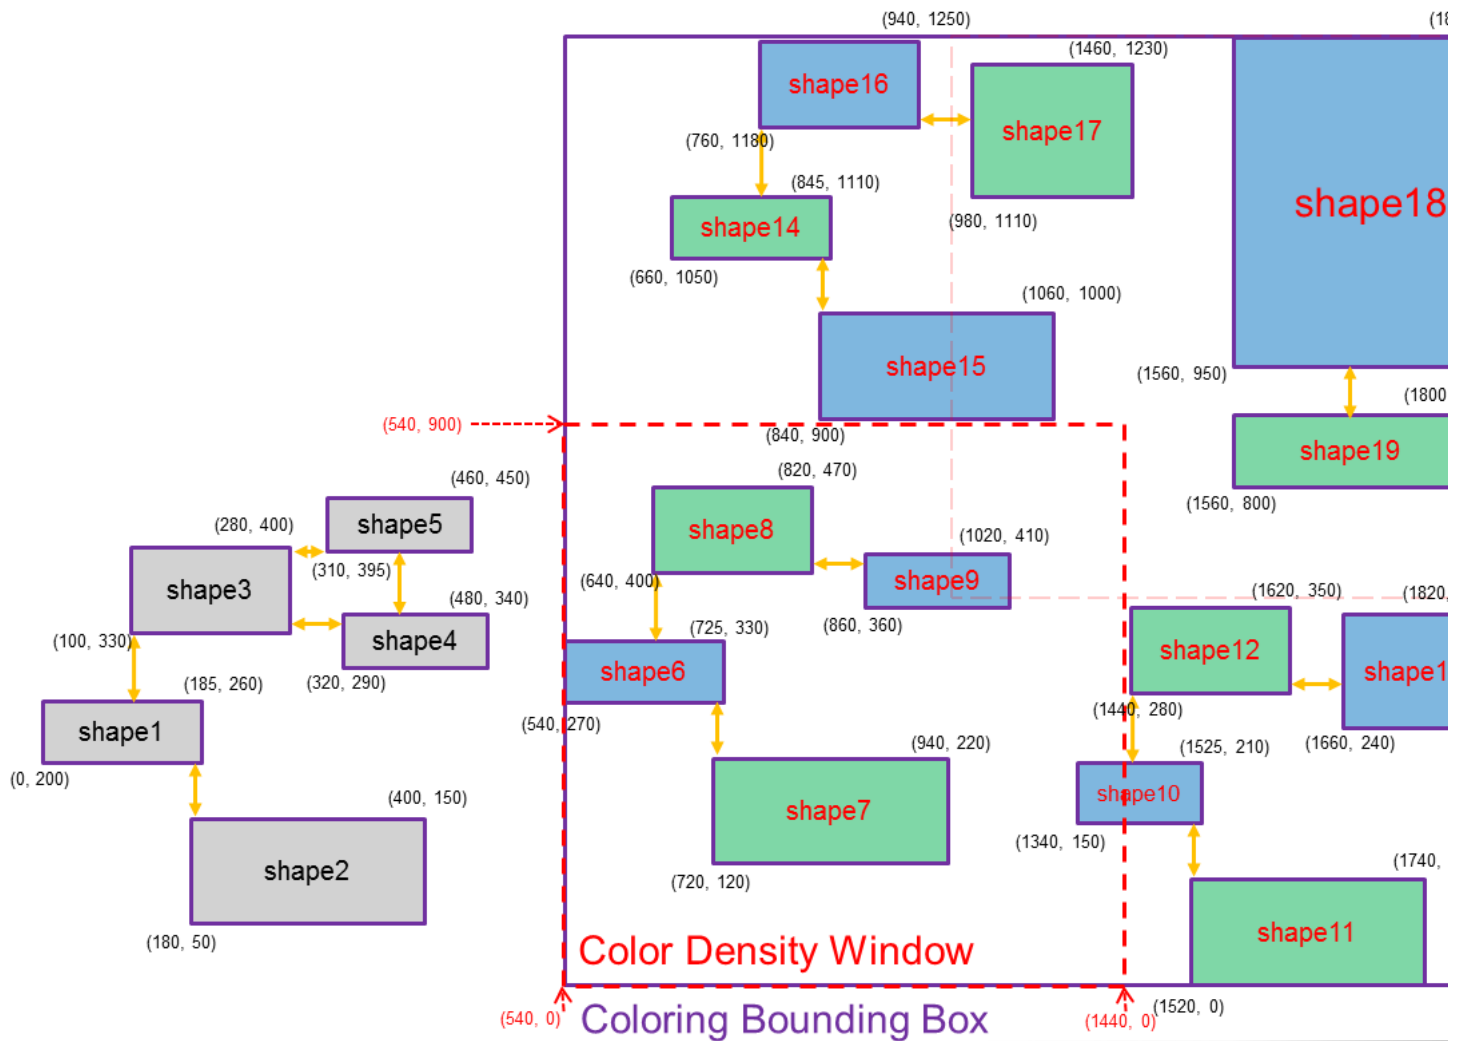 (940, 1250)
(18
(1460, 1230)
shape16
shape17
(760, 1180)
(845, 1110)
shape18
shape14
(980, 1110)
(660, 1050)
(1060, 1000)
shape15
(1560, 950)
(1800
(540, 900)
(840, 900)
shape19
(820, 470)
(460, 450)
(1560, 800)
(280, 400)
shape5
shape8
(1020, 410)
(310, 395)
shape3
(640, 400)
shape9
(480, 340)
(1620, 350)
(1820,
(100, 330)
shape4
(725, 330)
(860, 360)
shape12
shape1
(185, 260)
(320, 290)
shape6
(1440, 280)
shape1
(0, 200)
(540, 270)
(940, 220)
(1525, 210)
(1660, 240)
(400, 150)
shape7
shape10
(1340, 150)
(1740,
shape2
(720, 120)
(180, 50)
shape11
Color Density Window
(540, 0)
Coloring Bounding Box
(1440, 0)
(1520, 0)